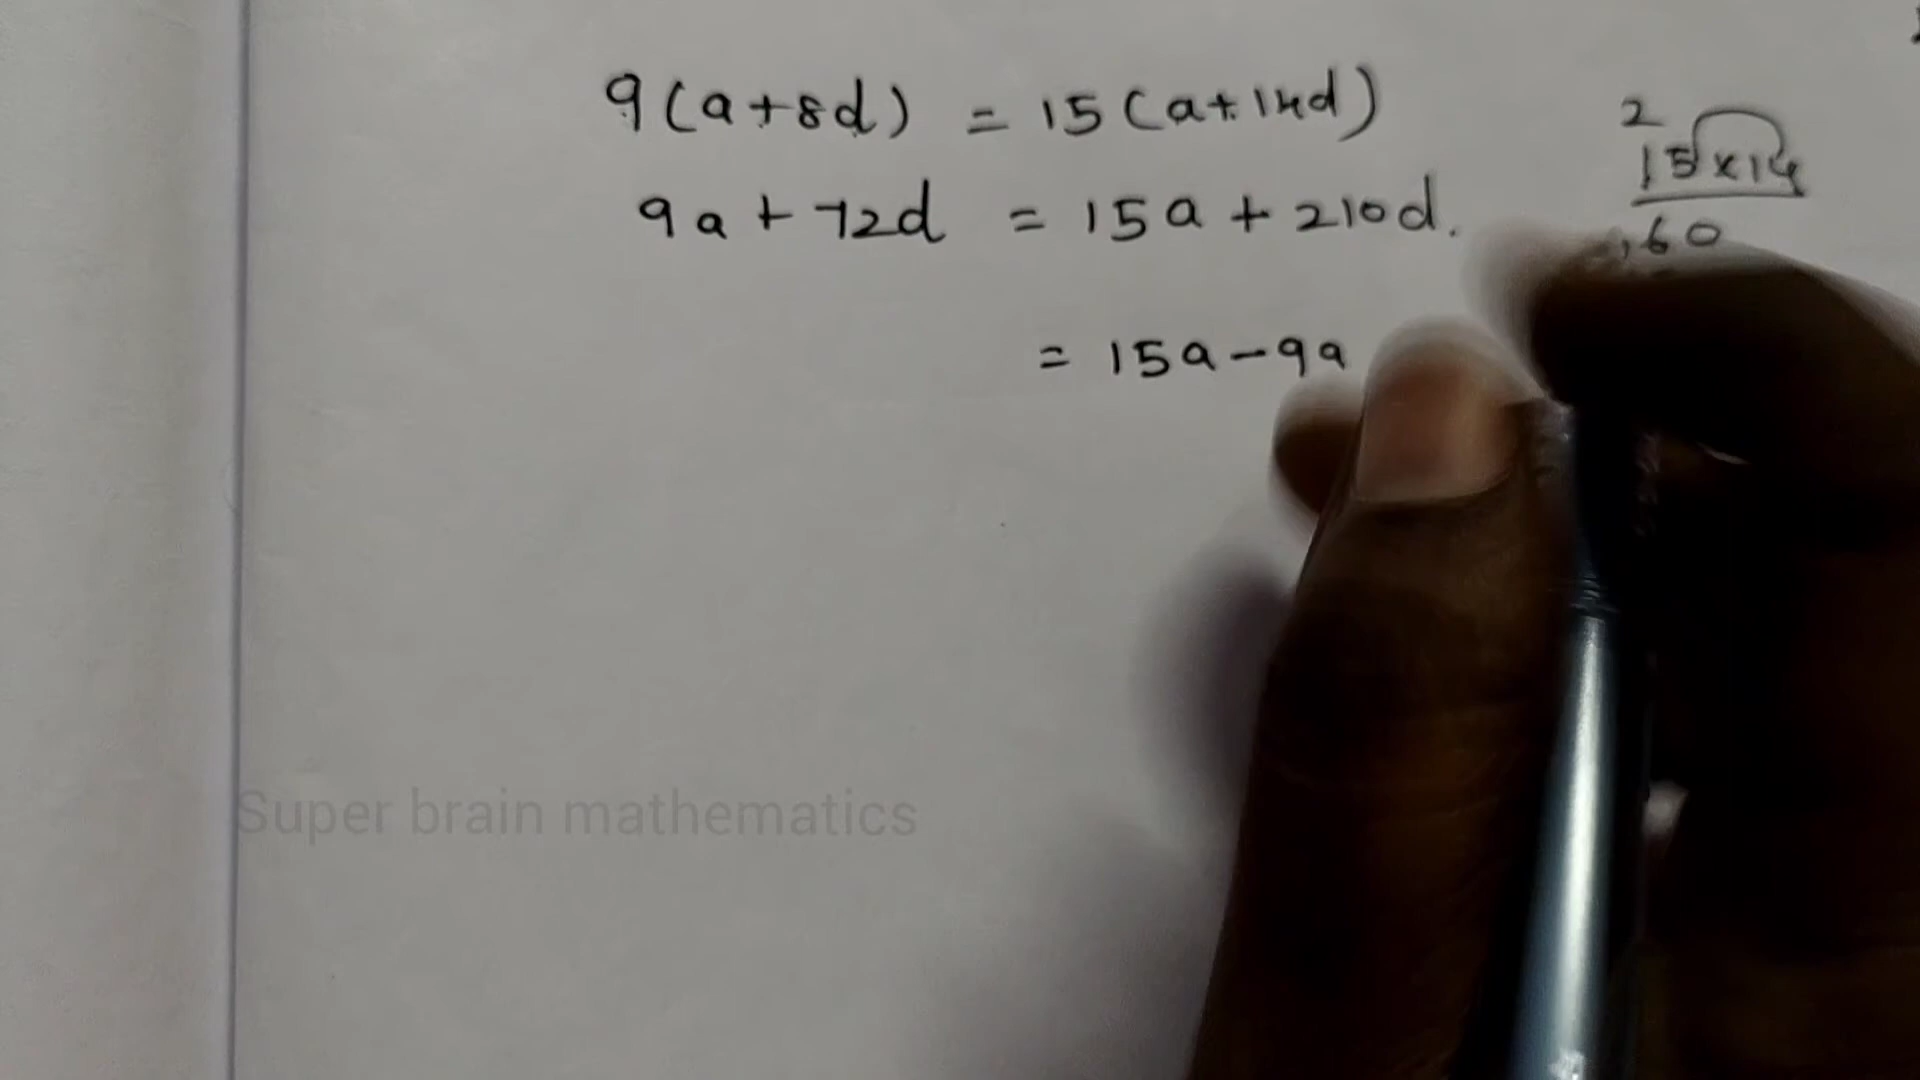 9(a+8d) = 15(a+14d)
9a+72d = 15a+210d.
= 15a-9a
2
15×14
60
Super brain mathematics